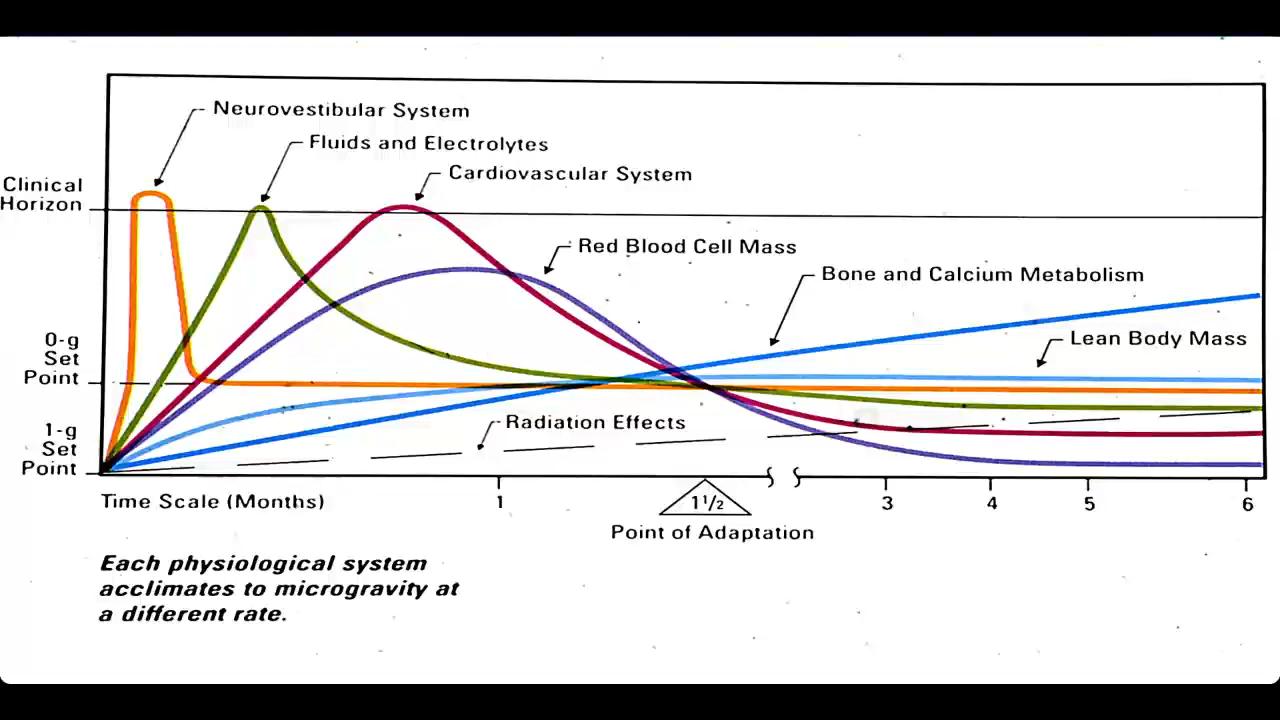 Neurovestibular System
Fluids and Electrolytes
Cardiovascular System
Clinical
Horizon
Red Blood Cell Mass
Bone and Calcium Metabolism
Lean Body Mass
0-g
Set
Point
Radiation Effects
1-g
Set
Point
Time Scale (Months)
1
1 1/2
3
4
5
6
Point of Adaptation
Each physiological system
acclimates to microgravity at
a different rate.